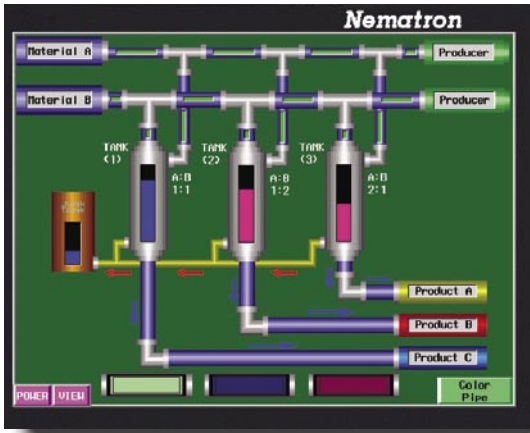 Nematron
Material A
Producer
Material B
Producer
TANK
(1)
TANK
(2)
TANK
(3)
A:B
1:1
A:B
1:2
A:B
2:1
Product A
Product B
Product C
POWER
VIEW
Color
Pipe